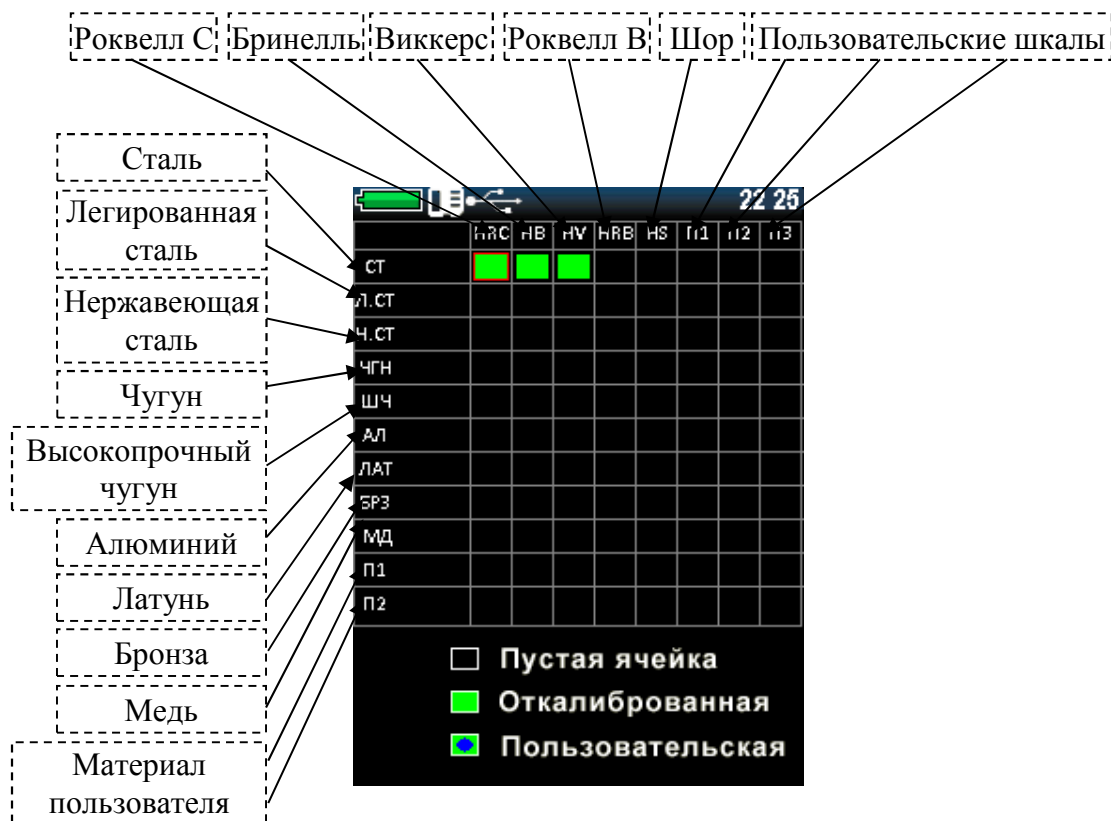 Роквелл С Бринелль Виккерс Роквелл В Шор Пользовательские шкалы
Сталь
Легированная
сталь
Нержавеющая
сталь
Чугун
Высокопрочный
чугун
Алюминий
Латунь
Бронза
Медь
Материал
пользователя
22 25
HRC HB HV HRB HS П1 П2 П3
СТ
Л.СТ
Н.СТ
ЧГН
ШЧ
АЛ
ЛАТ
БРЗ
МД
П1
П2
Пустая ячейка
Откалиброванная
Пользовательская